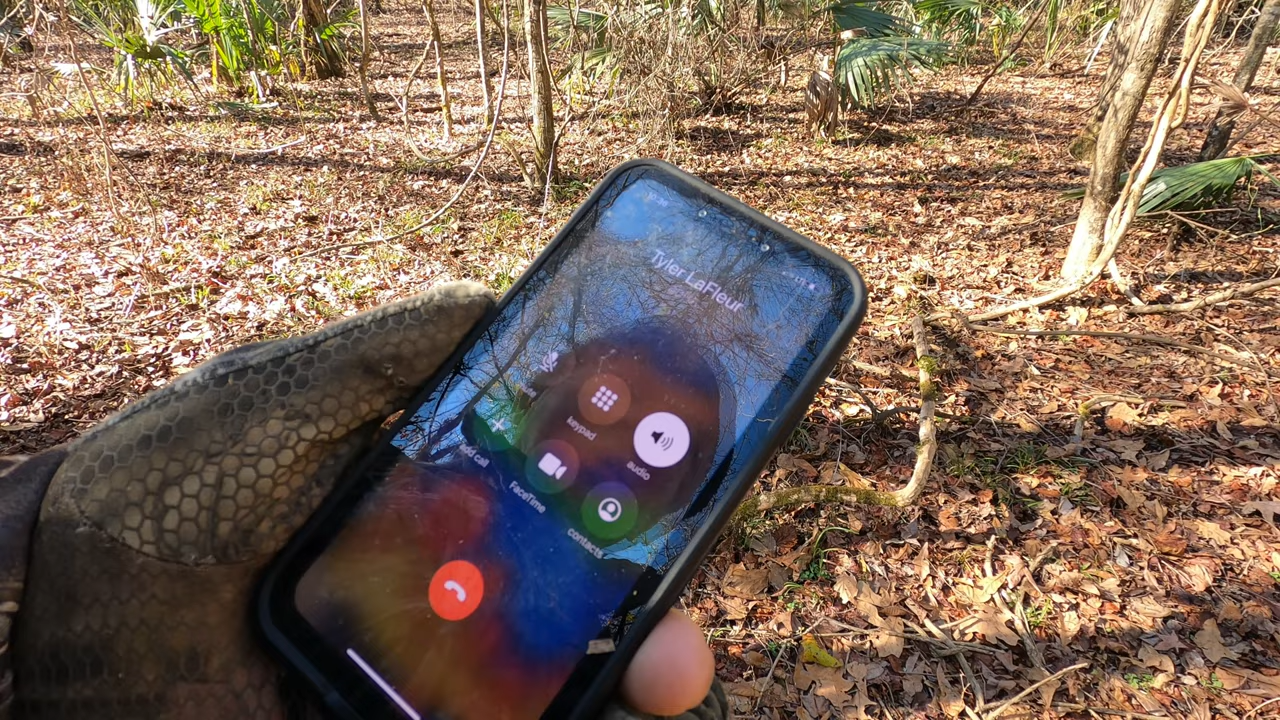 Tyler LaFleur
keypad
audio
add call
FaceTime
contacts